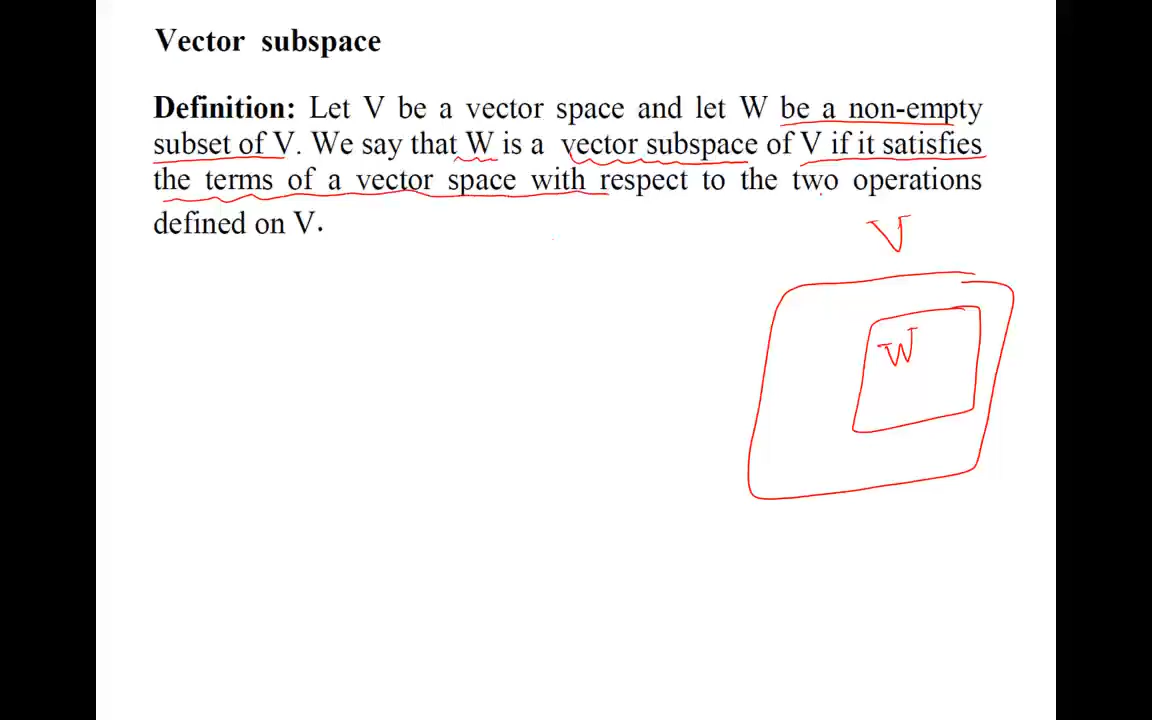 Vector subspace
Definition: Let V be a vector space and let W be a non-empty
subset of V. We say that W is a vector subspace of V if it satisfies
the terms of a vector space with respect to the two operations
defined on V.
V
W